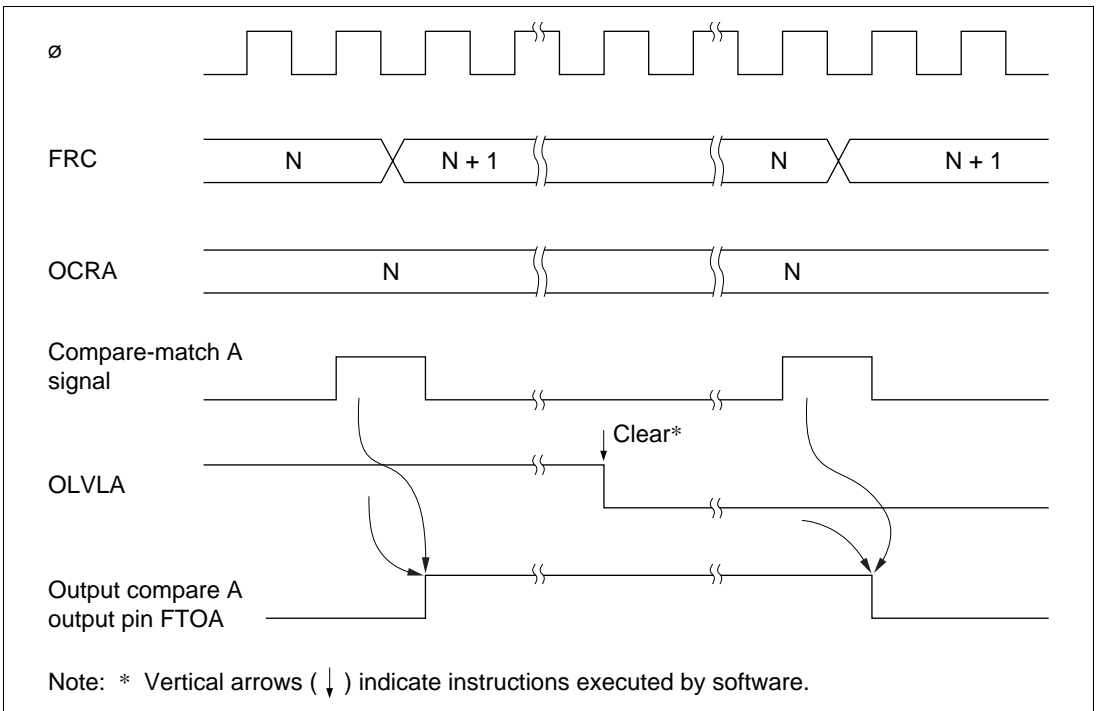 ø
FRC N N + 1 N N + 1
OCRA N N
Compare-match A
signal
Clear*
OLVLA
Output compare A
output pin FTOA
Note: * Vertical arrows ( ↓ ) indicate instructions executed by software.